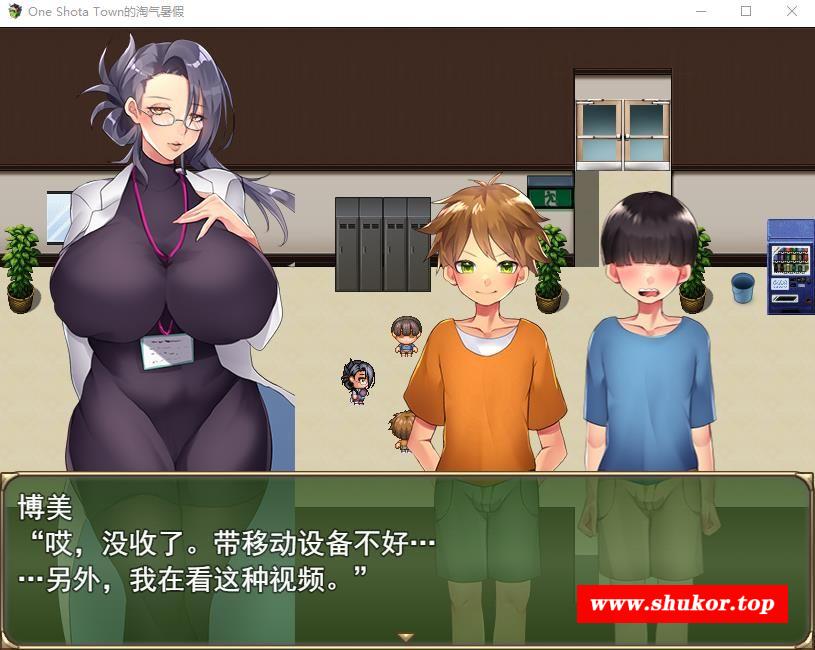 One Shota Town的淘气暑假
博美
“哎，没收了。带移动设备不好…
…另外，我在看这种视频。”
www.shukor.top